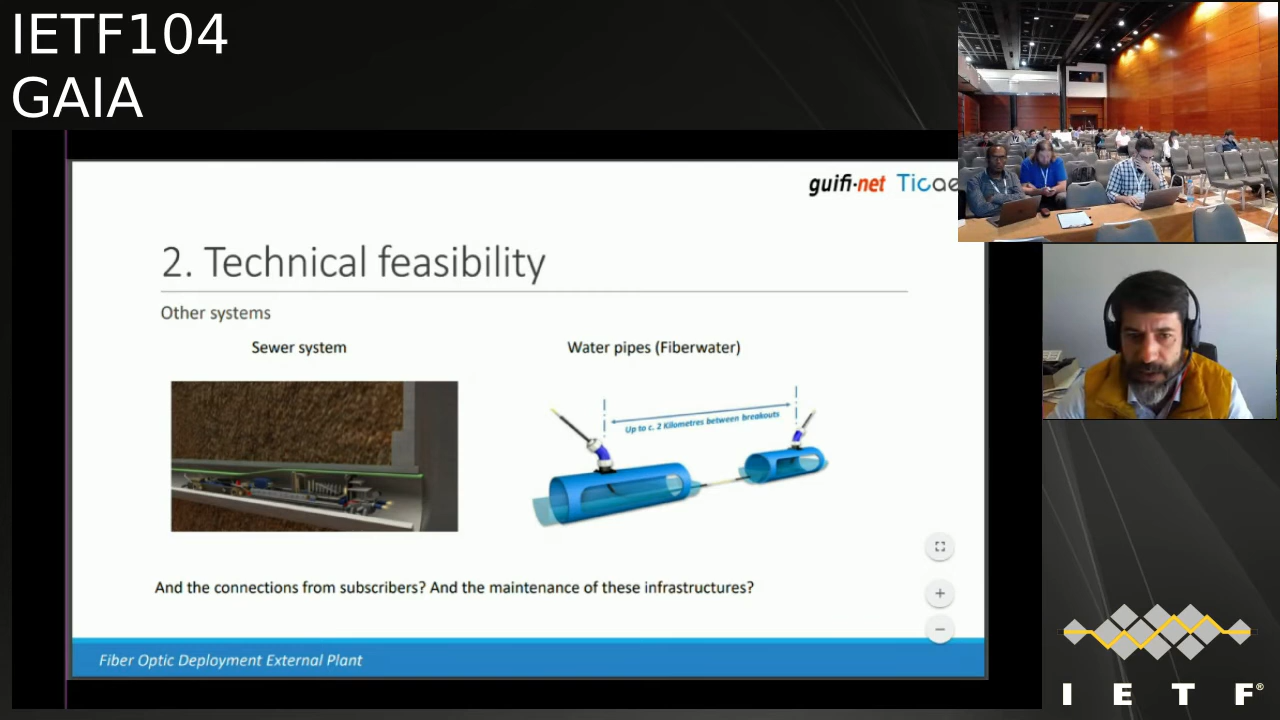 IETF104
GAIA
guifi·net Ticae
2. Technical feasibility
Other systems
Sewer system
Water pipes (Fiberwater)
Up to c. 2 Kilometres between breakouts
And the connections from subscribers? And the maintenance of these infrastructures?
Fiber Optic Deployment External Plant
I E T F®